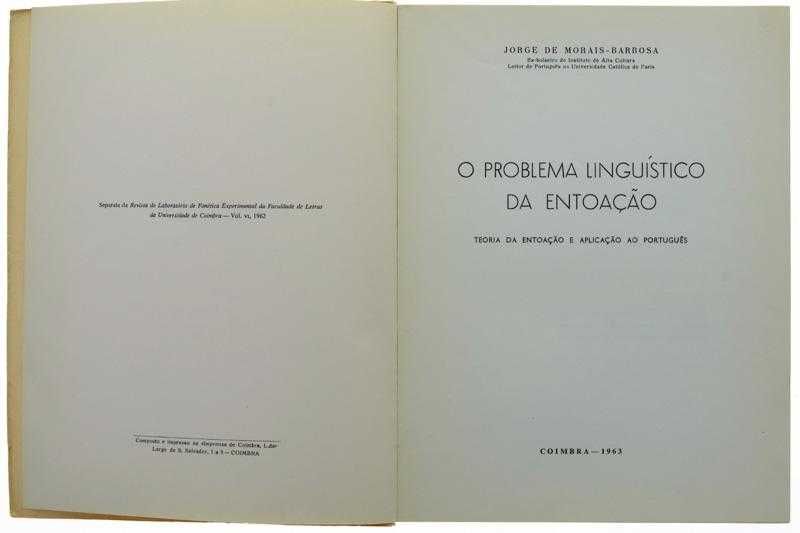 Separata da Revista do Laboratório de Fonética Experimental da Faculdade de Letras
da Universidade de Coimbra — Vol. VI, 1962
Composto e impresso na «Imprensa de Coimbra, L.da»
Largo de S. Salvador, 1 a 3 — COIMBRA
JORGE DE MORAIS-BARBOSA
Ex-bolseiro do Instituto de Alta Cultura
Leitor de Português na Universidade Católica de Paris
O PROBLEMA LINGUÍSTICO
DA ENTOAÇÃO
TEORIA DA ENTOAÇÃO E APLICAÇÃO AO PORTUGUÊS
COIMBRA — 1963